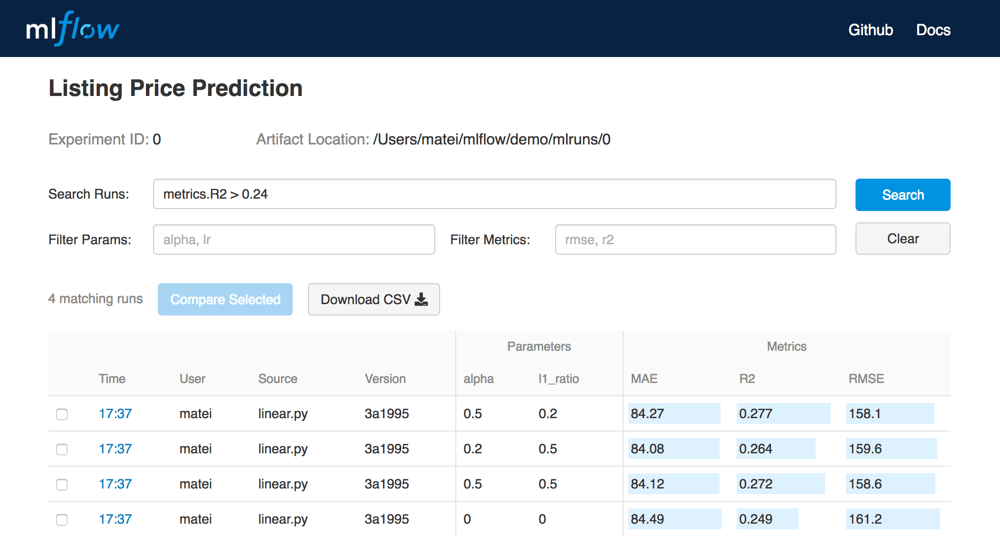 mlflow Github Docs
Listing Price Prediction
Experiment ID: 0 Artifact Location: /Users/matei/mlflow/demo/mlruns/0
Search Runs: metrics.R2 > 0.24 Search
Filter Params: alpha, lr Filter Metrics: rmse, r2 Clear
4 matching runs Compare Selected Download CSV
Parameters Metrics
Time User Source Version alpha l1_ratio MAE R2 RMSE
17:37 matei linear.py 3a1995 0.5 0.2 84.27 0.277 158.1
17:37 matei linear.py 3a1995 0.2 0.5 84.08 0.264 159.6
17:37 matei linear.py 3a1995 0.5 0.5 84.12 0.272 158.6
17:37 matei linear.py 3a1995 0 0 84.49 0.249 161.2